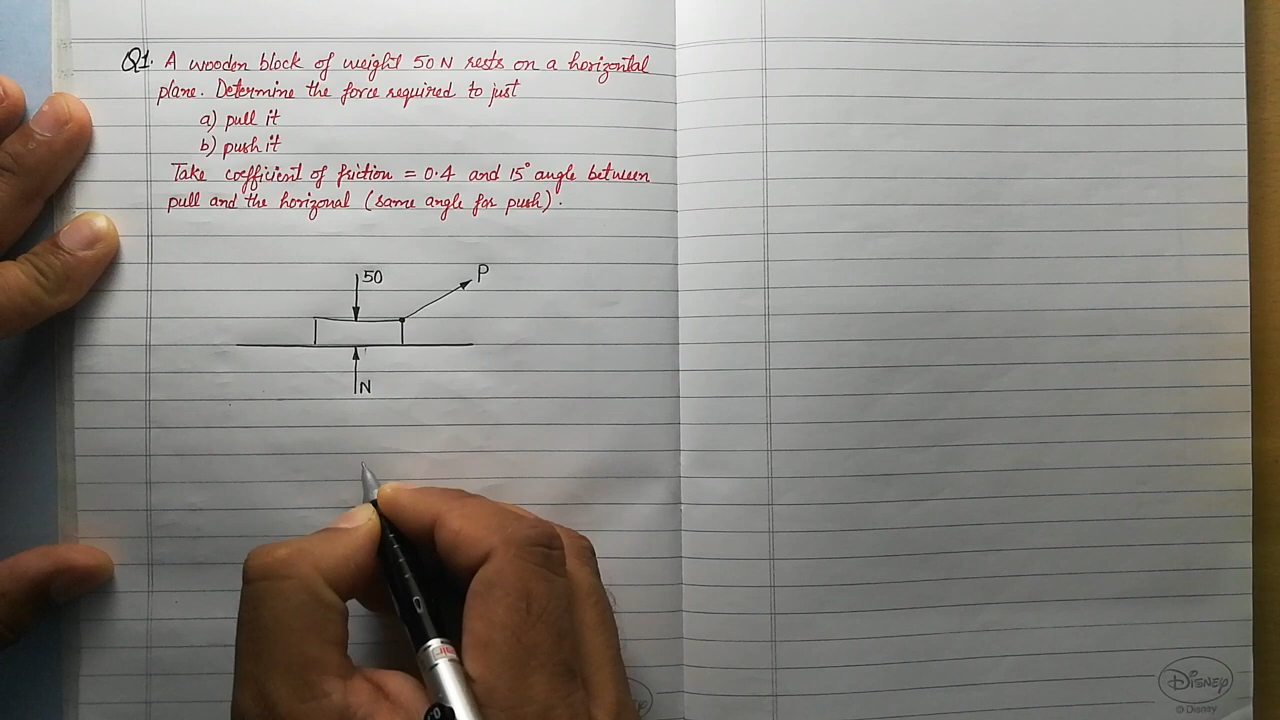 Q1. A wooden block of weight 50 N rests on a horizontal
plane. Determine the force required to just
a) pull it
b) push it
Take coefficient of friction = 0.4 and 15° angle between
pull and the horizonal (same angle for push).
50
P
N
DISNEY
© Disney